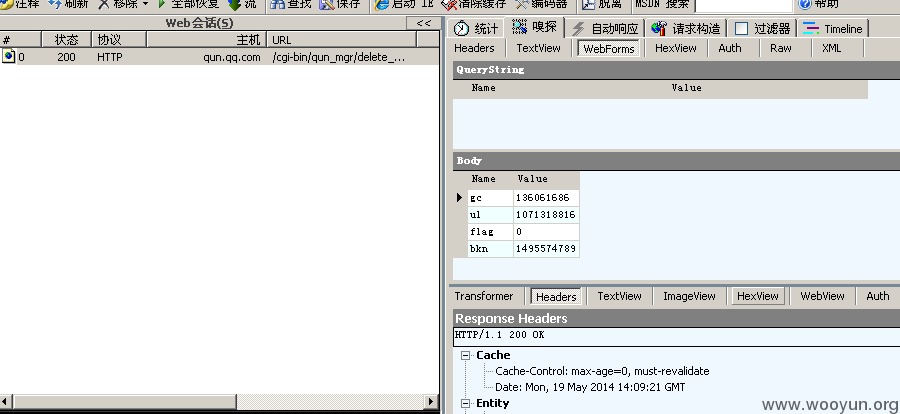 注释 刷新 移除 全部恢复 流 查找 保存 启动 IE 清除缓存 编码器 脱离 MSDN 搜索 帮助
Web会话(S) <<
# 状态 协议 主机 URL
0 200 HTTP qun.qq.com /cgi-bin/qun_mgr/delete_...
统计 嗅探 自动响应 请求构造 过滤器 Timeline
Headers TextView WebForms HexView Auth Raw XML
QueryString
Name Value
Body
Name Value
gc 136061686
ul 1071318816
flag 0
bkn 1495574789
Transformer Headers TextView ImageView HexView WebView Auth
Response Headers
HTTP/1.1 200 OK
Cache
Cache-Control: max-age=0, must-revalidate
Date: Mon, 19 May 2014 14:09:21 GMT
Entity
www.wooyun.org